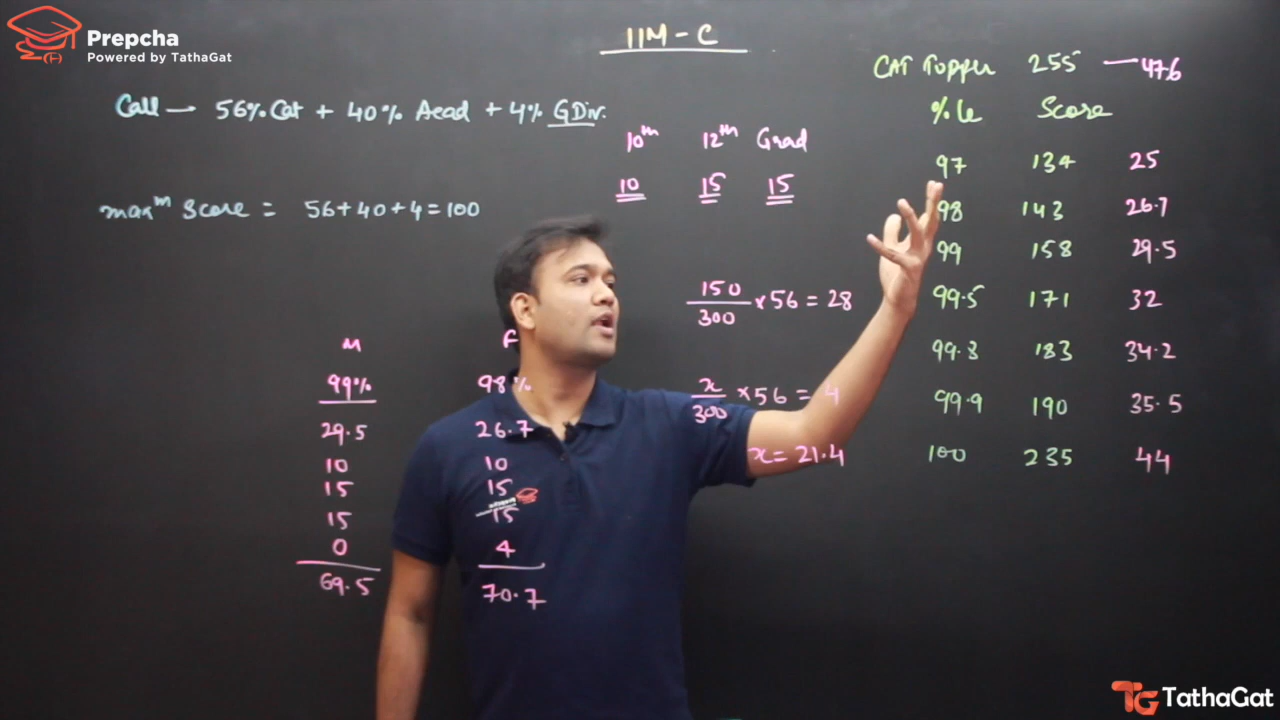 Prepcha
Powered by TathaGat
IIM - C
Call → 56% Cat + 40% Acad + 4% GDiv.
maxᵐ Score = 56+40+4=100
10th 12th Grad
10 15 15
150/300 ×56 = 28
x/300 ×56 = 4
x = 21.4
M F
99% 98%
29.5 26.7
10 10
15 15
15 15
0 4
69.5 70.7
CAT Topper 255 — 47.6
%le Score
97 134 25
98 143 26.7
99 158 29.5
99.5 171 32
99.8 183 34.2
99.9 190 35.5
100 235 44
TG TathaGat